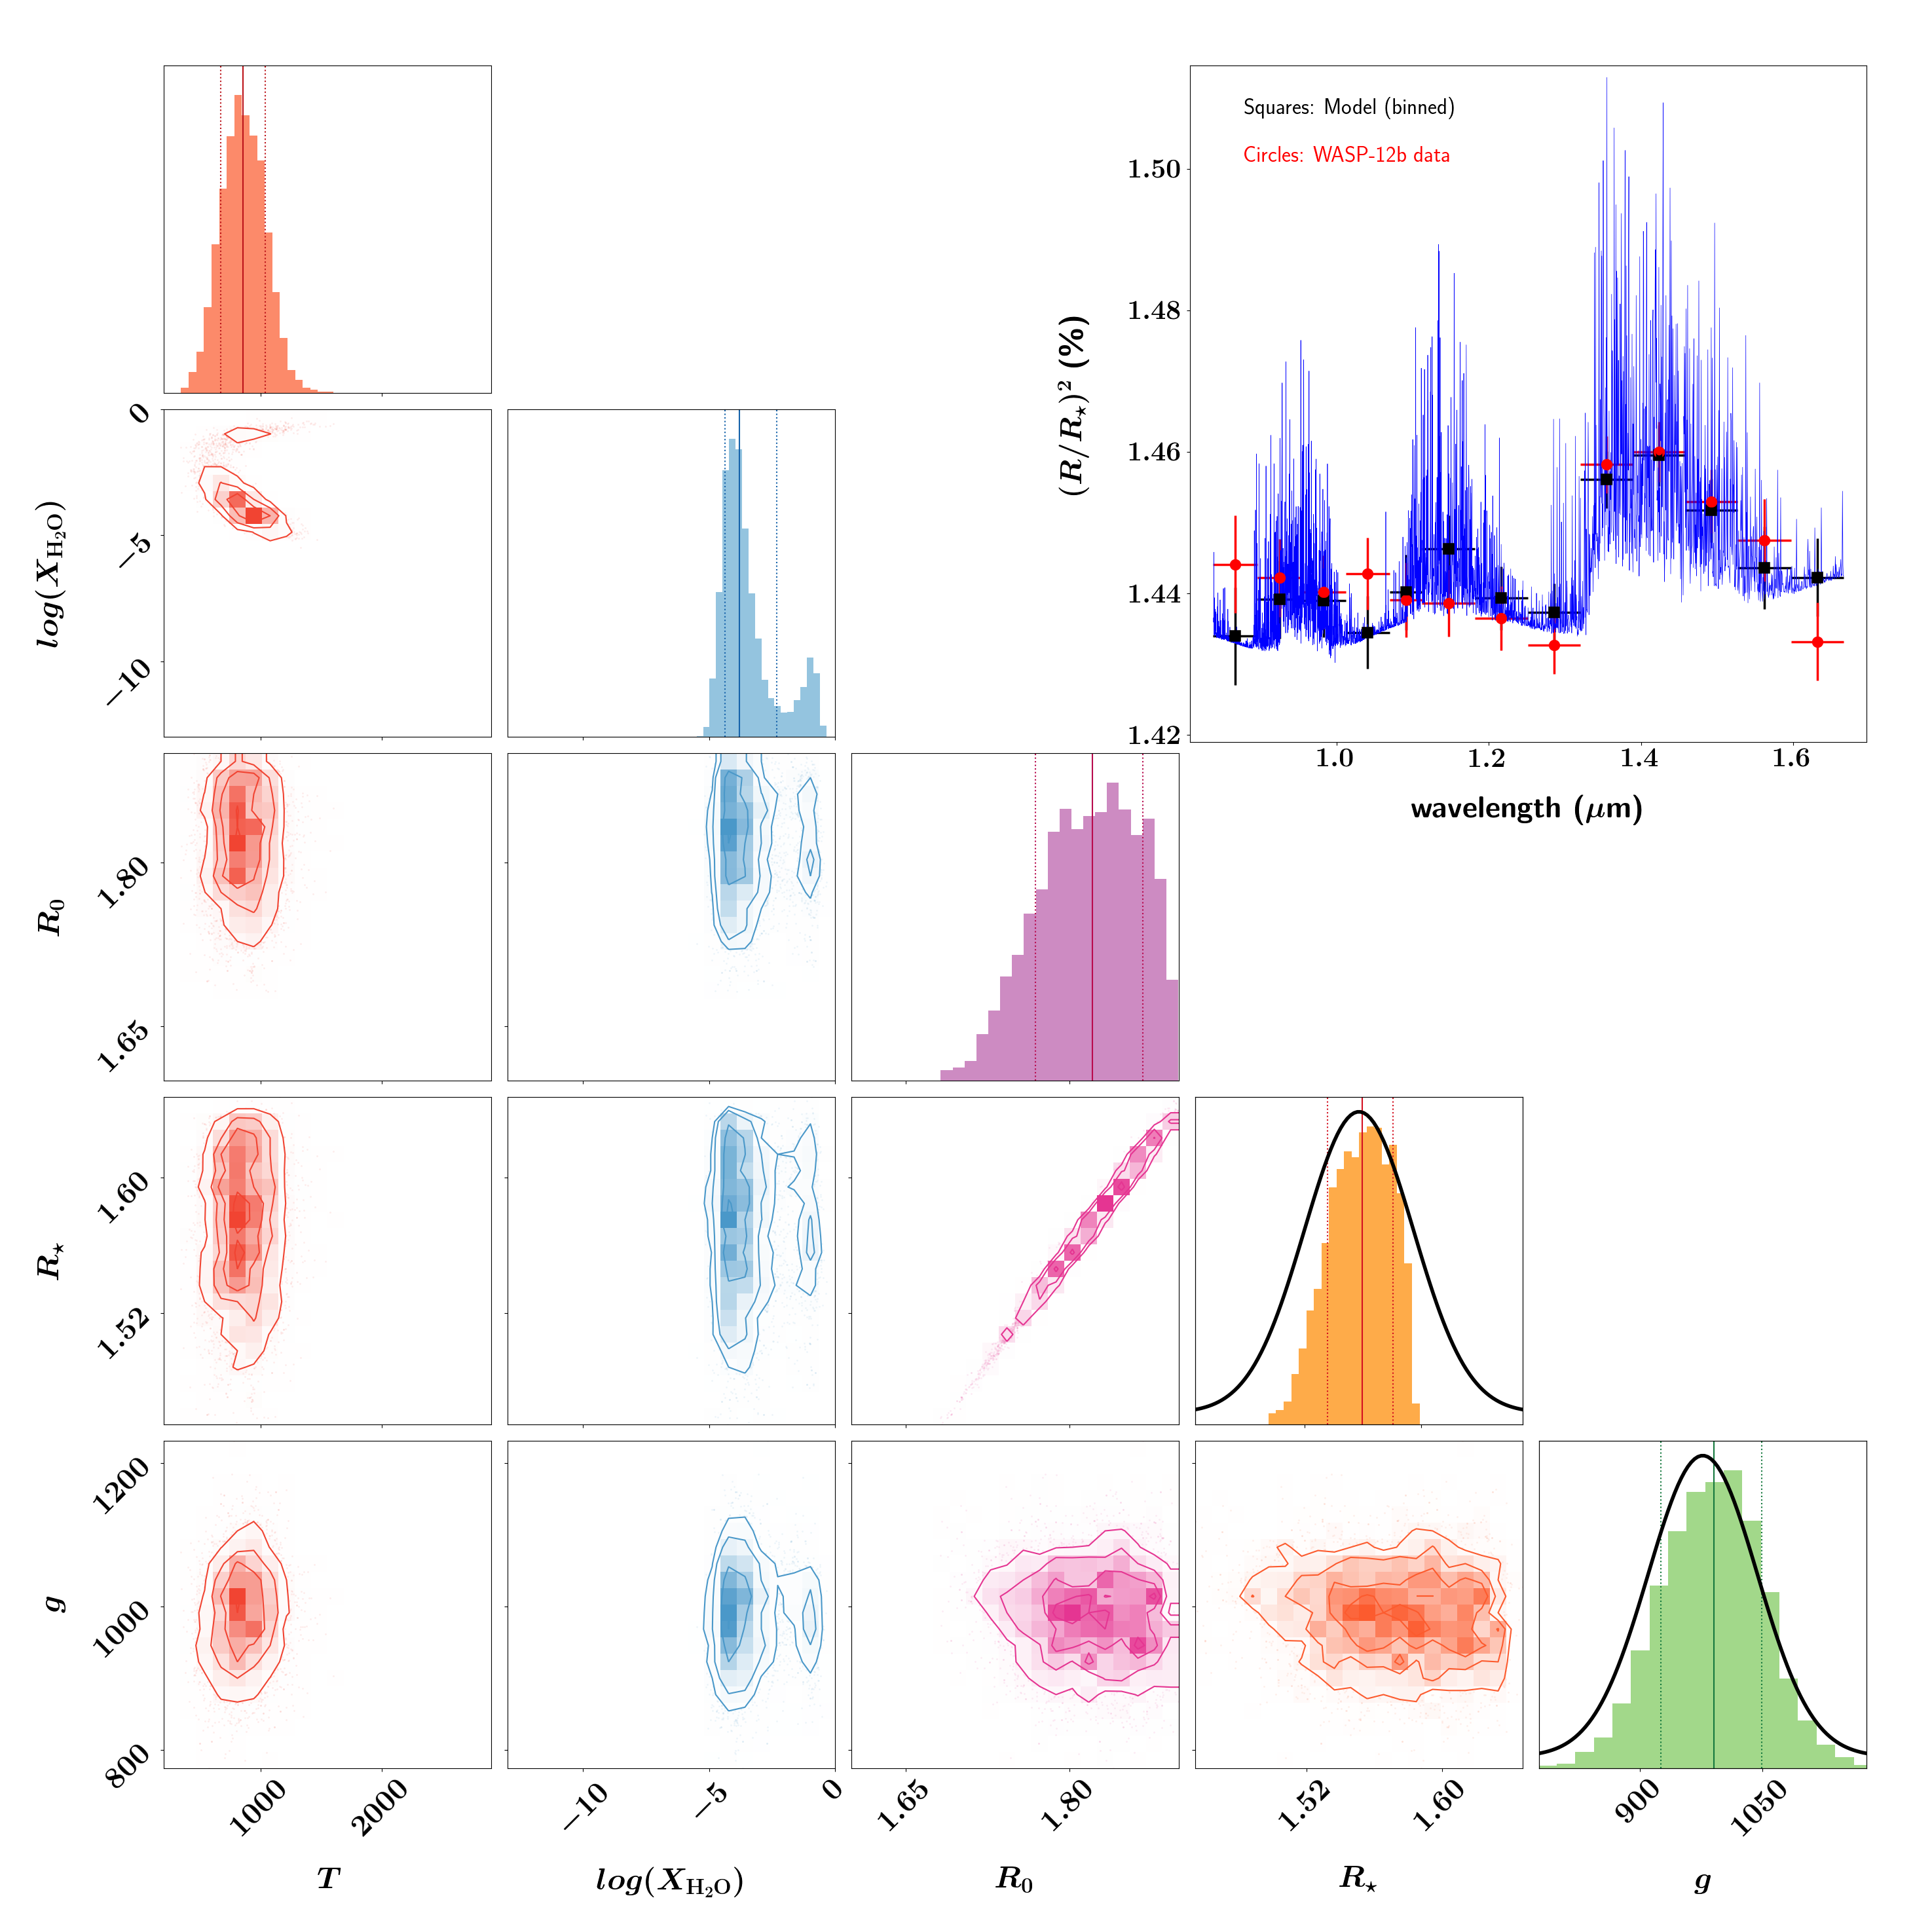 Squares: Model (binned)
Circles: WASP-12b data
(R/R⋆)² (%)
1.50
1.48
1.46
1.44
1.42
1.0 1.2 1.4 1.6
wavelength (μm)
log(X_H₂O)
0
−5
−10
R₀
1.80
1.65
R⋆
1.60
1.52
g
1200
1000
800
1000 2000 −10 −5 0 1.65 1.80 1.52 1.60 900 1050
T log(X_H₂O) R₀ R⋆ g